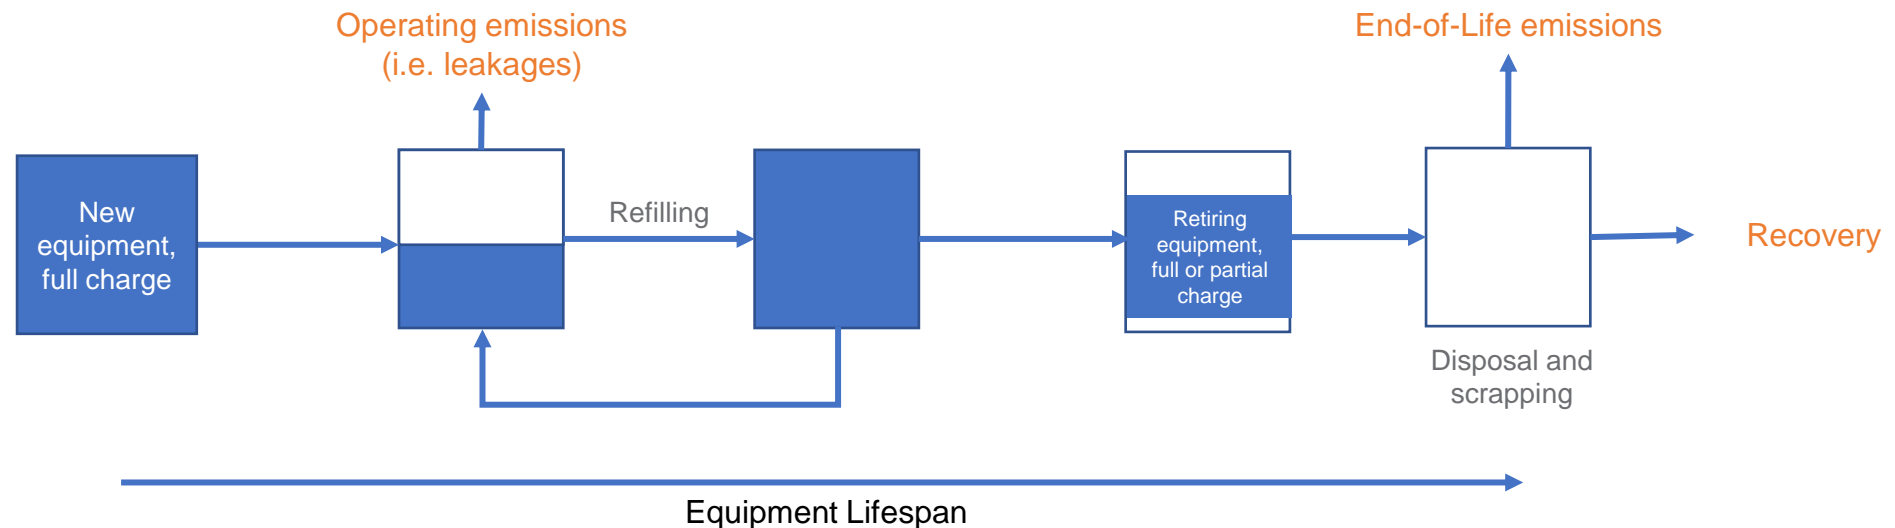 Operating emissions
(i.e. leakages)
End-of-Life emissions
New
equipment,
full charge
Refilling
Retiring
equipment,
full or partial
charge
Recovery
Disposal and
scrapping
Equipment Lifespan